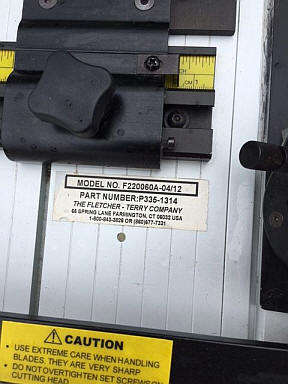 MODEL NO. F220060A-04/12
PART NUMBER:P335-1314
THE FLETCHER - TERRY COMPANY
65 SPRING LANE FARMINGTON, CT 06032 USA
1-800-843-3826 OR (860)677-7331
CAUTION
• USE EXTREME CARE WHEN HANDLING
BLADES. THEY ARE VERY SHARP
• DO NOT OVERTIGHTEN SET SCREWS ON
CUTTING HEAD